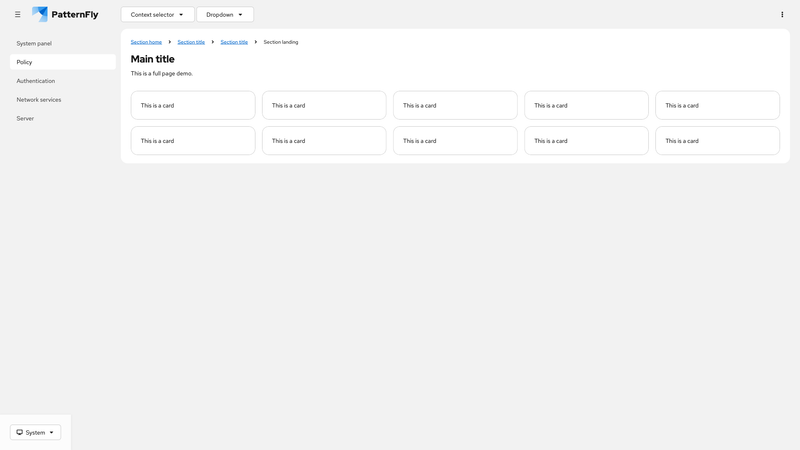 PatternFly
Context selector
Dropdown
System panel
Policy
Authentication
Network services
Server
Section home
Section title
Section title
Section landing
Main title
This is a full page demo.
This is a card
This is a card
This is a card
This is a card
This is a card
This is a card
This is a card
This is a card
This is a card
This is a card
System